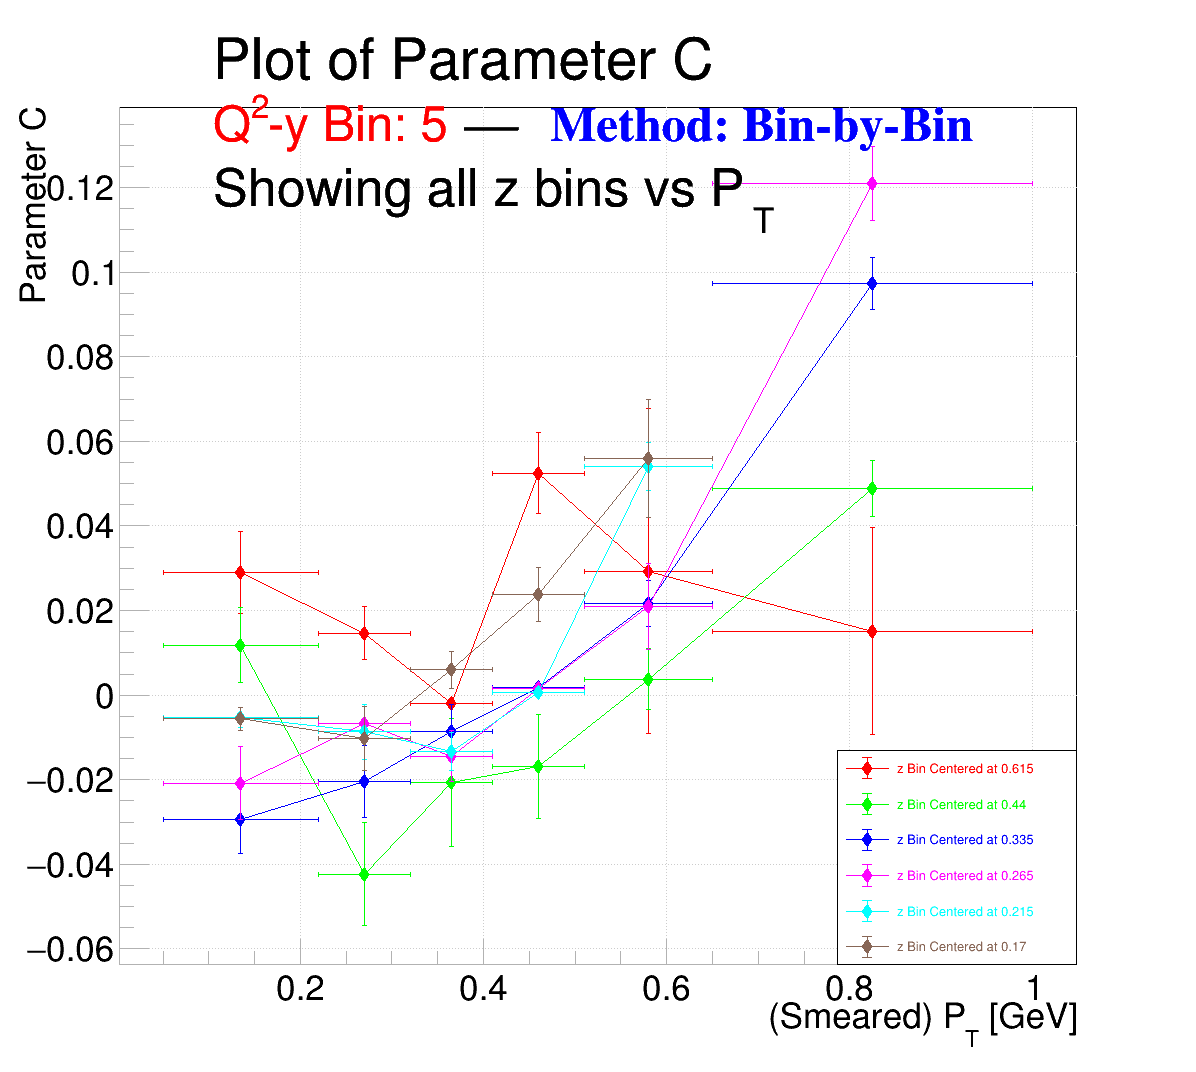 Plot of Parameter C
Q²-y Bin: 5 — Method: Bin-by-Bin
Showing all z bins vs P_T
Parameter C
0.12
0.1
0.08
0.06
0.04
0.02
0
−0.02
−0.04
−0.06
z Bin Centered at 0.615
z Bin Centered at 0.44
z Bin Centered at 0.335
z Bin Centered at 0.265
z Bin Centered at 0.215
z Bin Centered at 0.17
0.2 0.4 0.6 0.8 1
(Smeared) P_T [GeV]